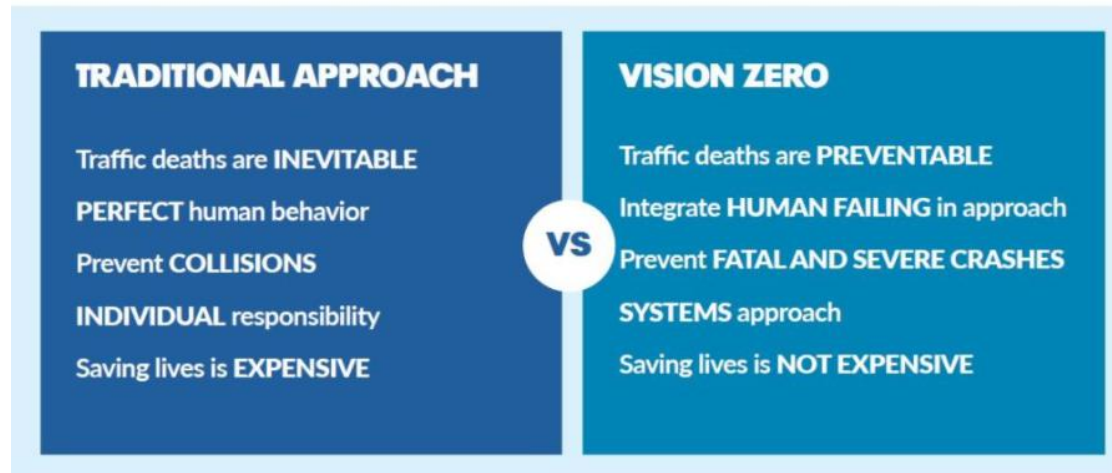 TRADITIONAL APPROACH
Traffic deaths are INEVITABLE
PERFECT human behavior
Prevent COLLISIONS
INDIVIDUAL responsibility
Saving lives is EXPENSIVE
VS
VISION ZERO
Traffic deaths are PREVENTABLE
Integrate HUMAN FAILING in approach
Prevent FATAL AND SEVERE CRASHES
SYSTEMS approach
Saving lives is NOT EXPENSIVE